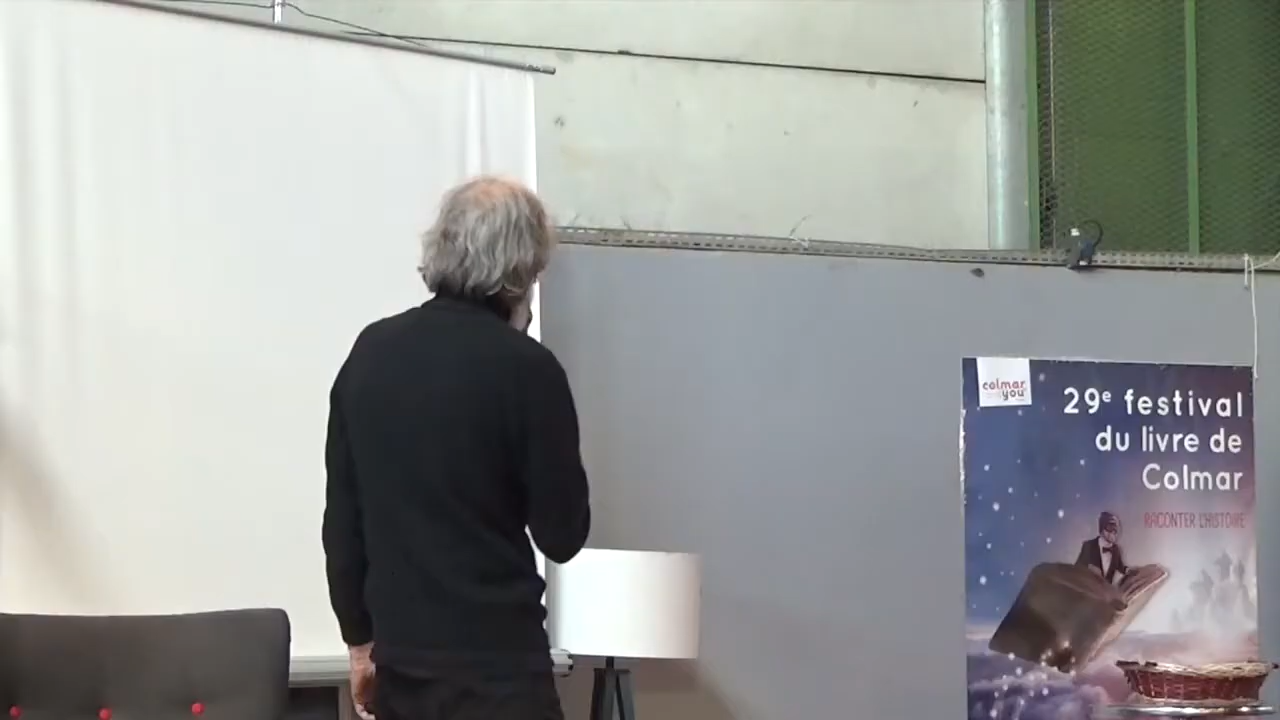 colmar
you
29e festival
du livre de
Colmar
RACONTER L'HISTOIRE